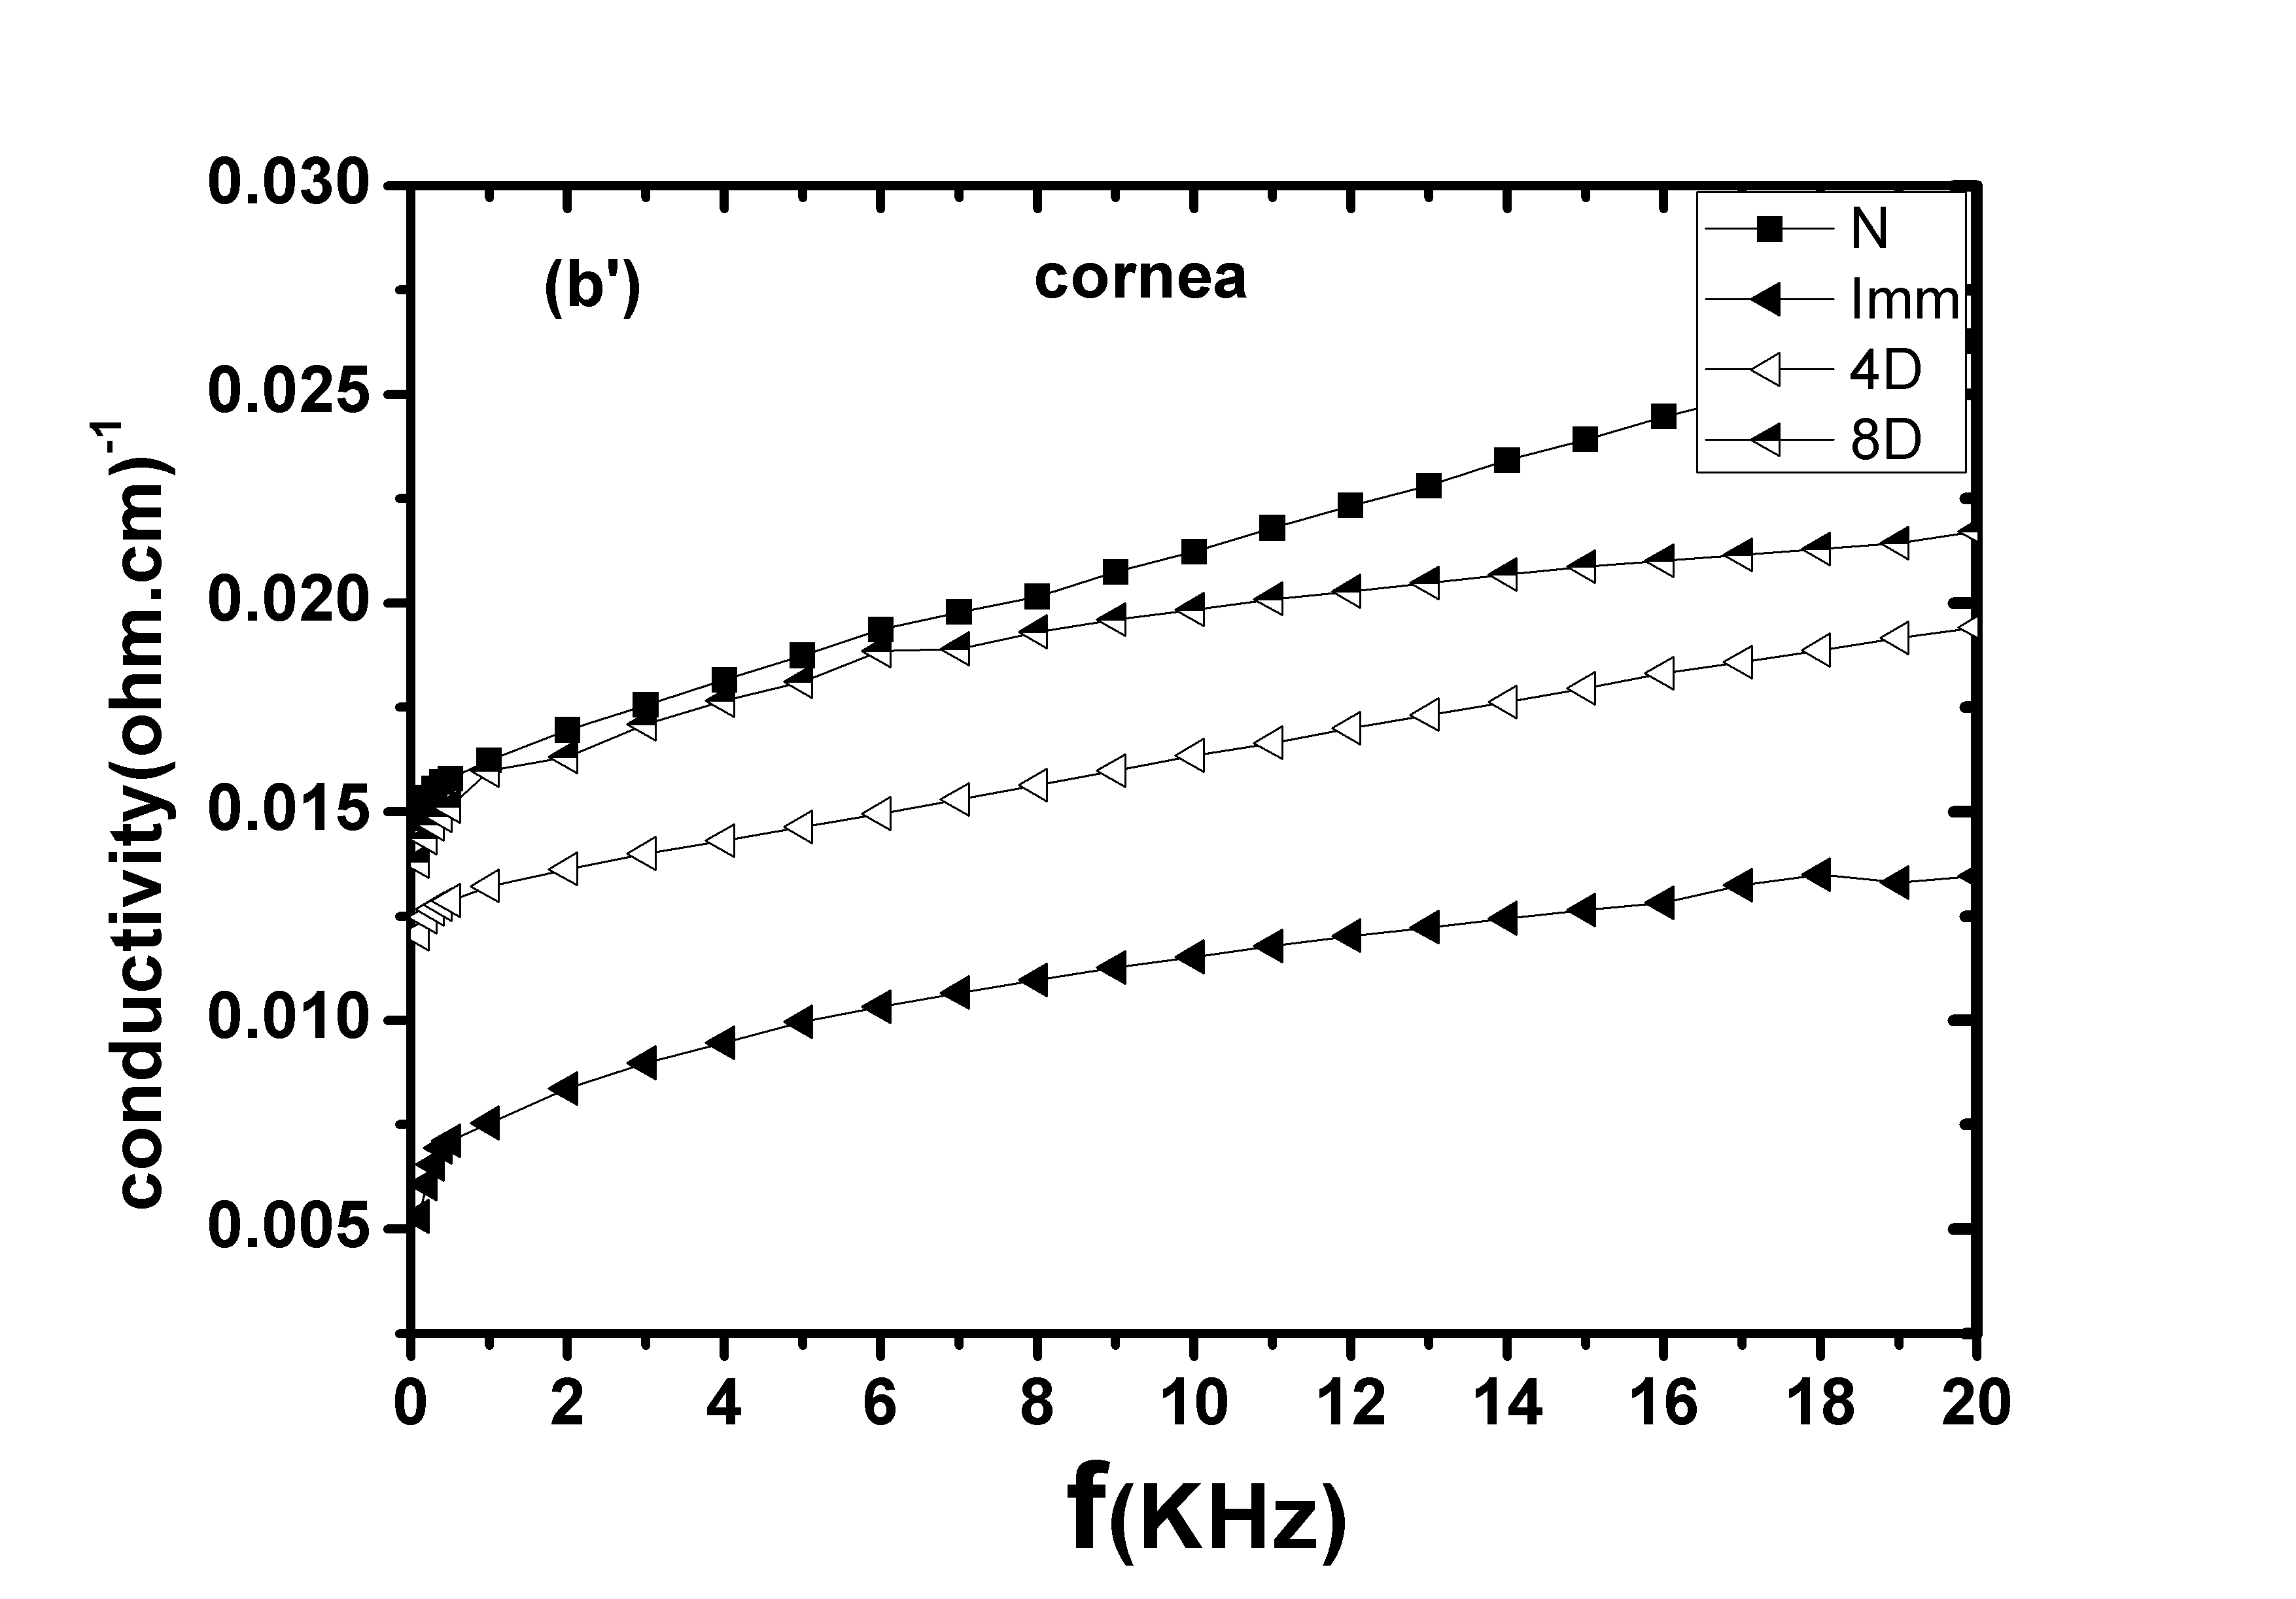 0.030
0.025
0.020
0.015
0.010
0.005
conductivity(ohm.cm)-1
(b')
cornea
N
Imm
4D
8D
0 2 4 6 8 10 12 14 16 18 20
f(KHz)